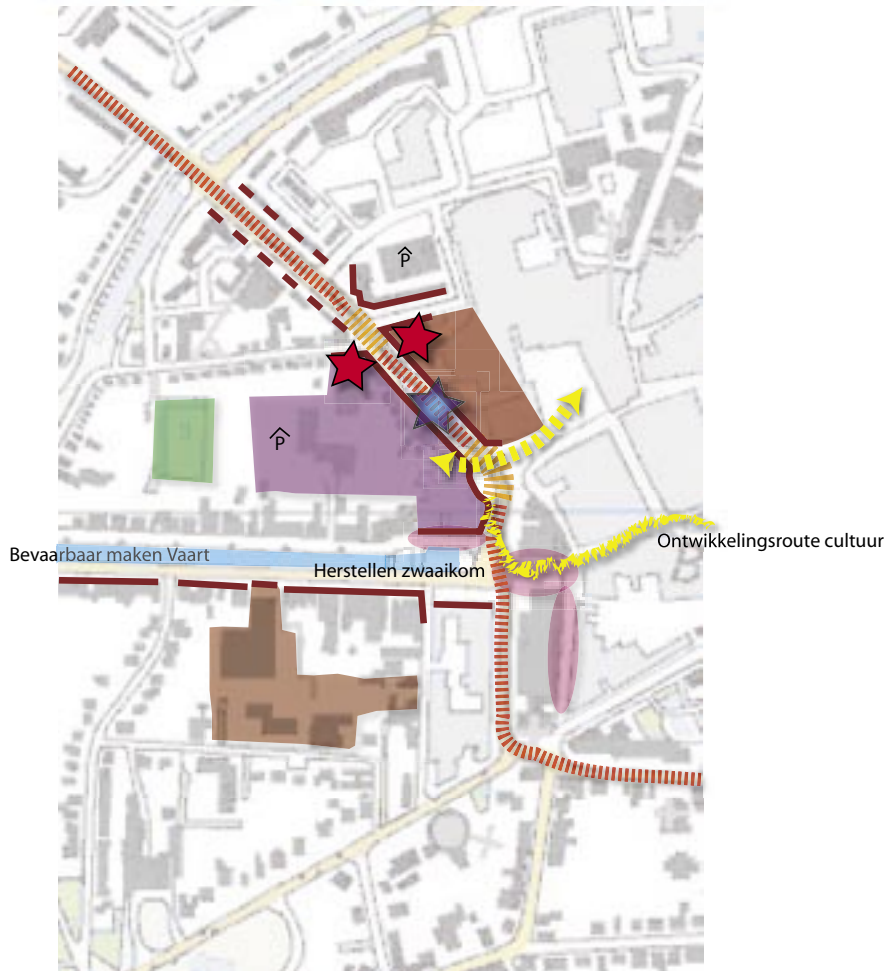 P
P
Bevaarbaar maken Vaart
Ontwikkelingsroute cultuur
Herstellen zwaaikom